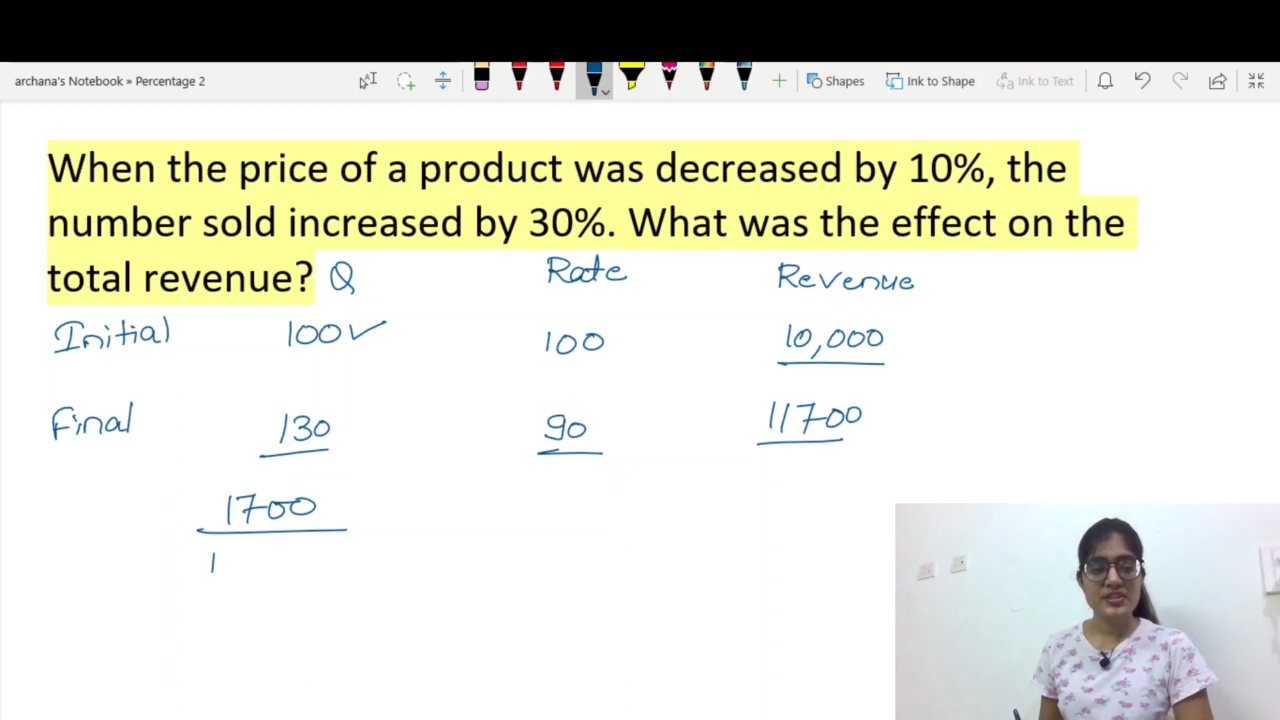 archana's Notebook » Percentage 2
Shapes
Ink to Shape
Ink to Text
When the price of a product was decreased by 10%, the
number sold increased by 30%. What was the effect on the
total revenue? Q Rate Revenue
Initial 100 100 10,000
Final 130 90 11700
1700
1